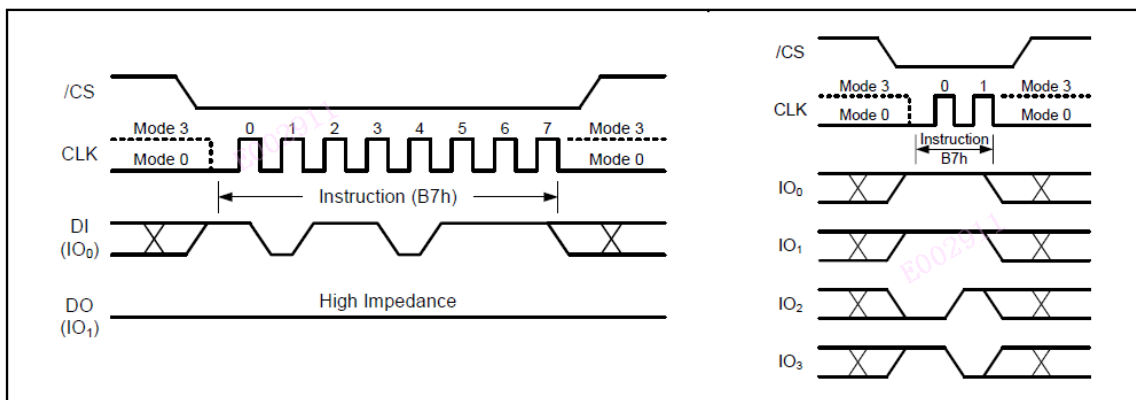 /CS
Mode 3 0 1 2 3 4 5 6 7 Mode 3
CLK
Mode 0 Mode 0
Instruction (B7h)
DI
(IO₀)
High Impedance
DO
(IO₁)
E002911
/CS
Mode 3 0 1 Mode 3
CLK
Mode 0 Mode 0
Instruction
B7h
IO₀
IO₁
E002911
IO₂
IO₃